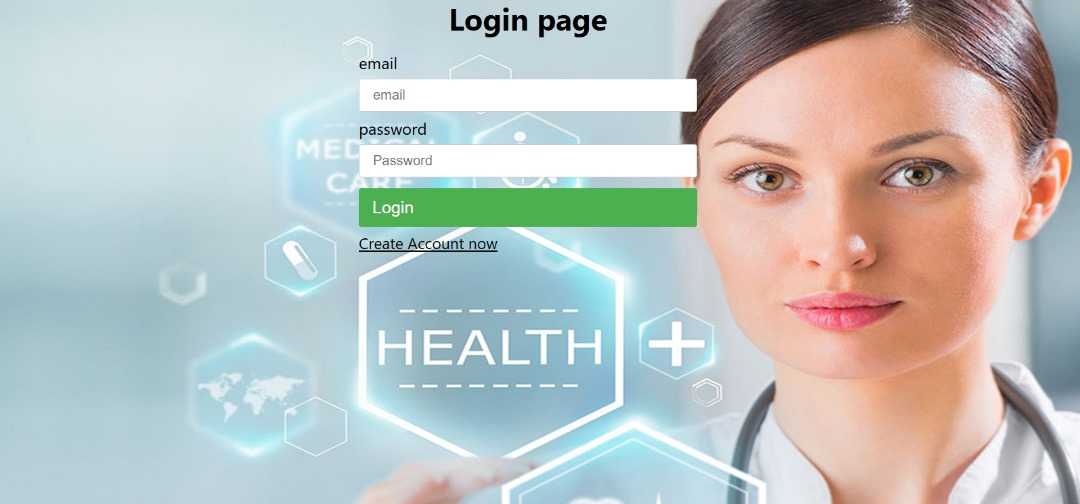 Login page
email
email
password
Password
Login
Create Account now
MEDICAL
CARE
HEALTH